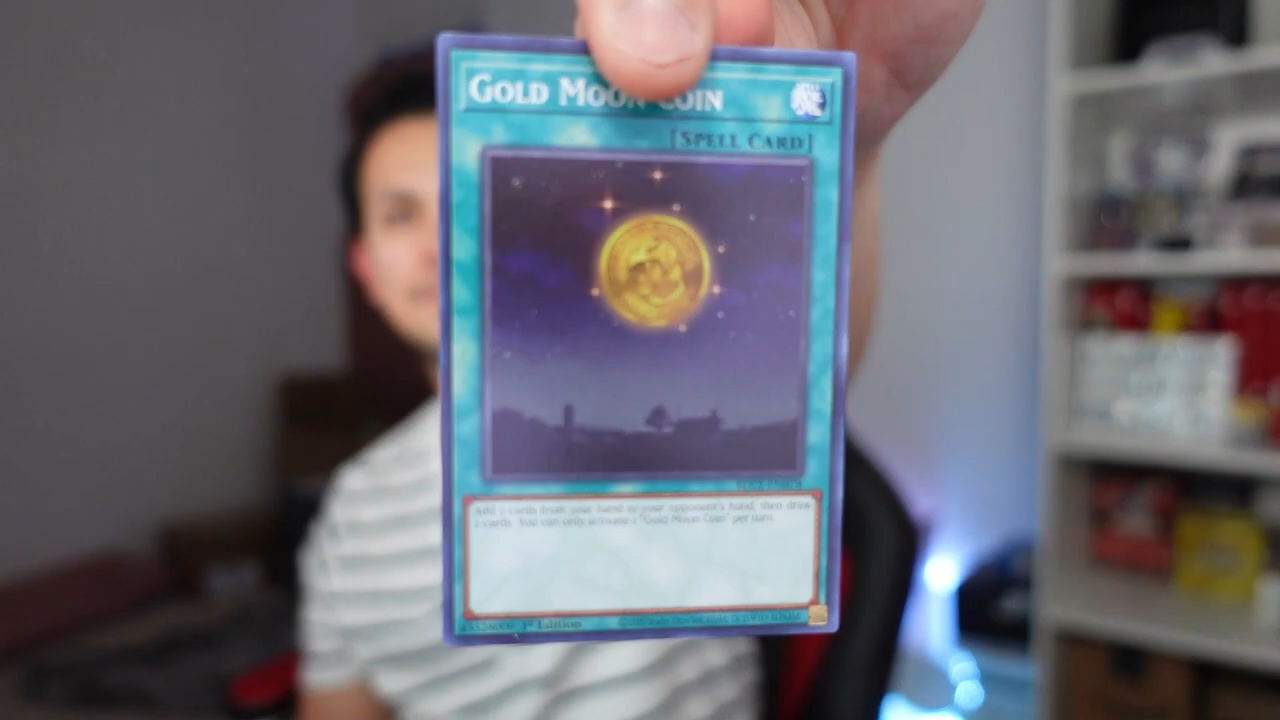 GOLD MOON COIN
[SPELL CARD]
Add 2 cards from your hand to your opponent's hand, then draw
2 cards. You can only activate 1 "Gold Moon Coin" per turn.
1st Edition